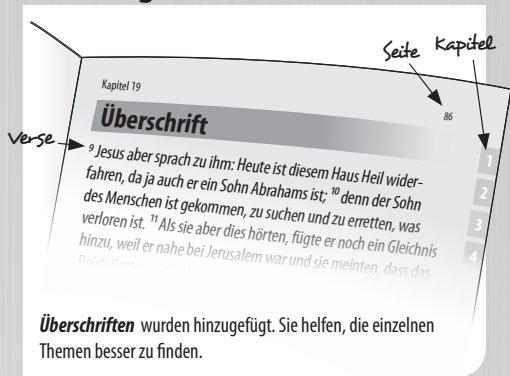 Seite Kapitel
Kapitel 19
86
Überschrift
Verse
1
⁹ Jesus aber sprach zu ihm: Heute ist diesem Haus Heil wider-
2
fahren, da ja auch er ein Sohn Abrahams ist; ¹⁰ denn der Sohn
des Menschen ist gekommen, zu suchen und zu erretten, was
3
verloren ist. ¹¹ Als sie aber dies hörten, fügte er noch ein Gleichnis
4
hinzu, weil er nahe bei Jerusalem war und sie meinten, dass das
Überschriften wurden hinzugefügt. Sie helfen, die einzelnen
Themen besser zu finden.